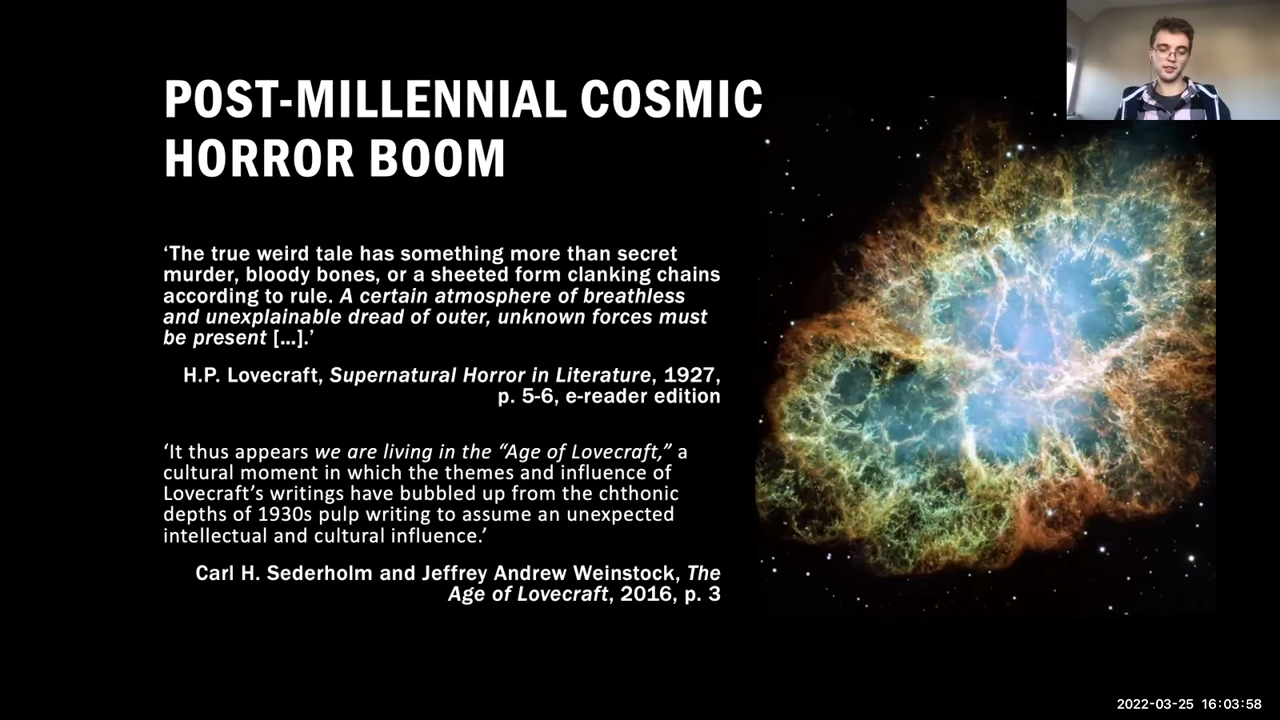 POST-MILLENNIAL COSMIC
HORROR BOOM
‘The true weird tale has something more than secret
murder, bloody bones, or a sheeted form clanking chains
according to rule. A certain atmosphere of breathless
and unexplainable dread of outer, unknown forces must
be present [...].’
H.P. Lovecraft, Supernatural Horror in Literature, 1927,
p. 5-6, e-reader edition
‘It thus appears we are living in the “Age of Lovecraft,” a
cultural moment in which the themes and influence of
Lovecraft’s writings have bubbled up from the chthonic
depths of 1930s pulp writing to assume an unexpected
intellectual and cultural influence.’
Carl H. Sederholm and Jeffrey Andrew Weinstock, The
Age of Lovecraft, 2016, p. 3
2022-03-25 16:03:58